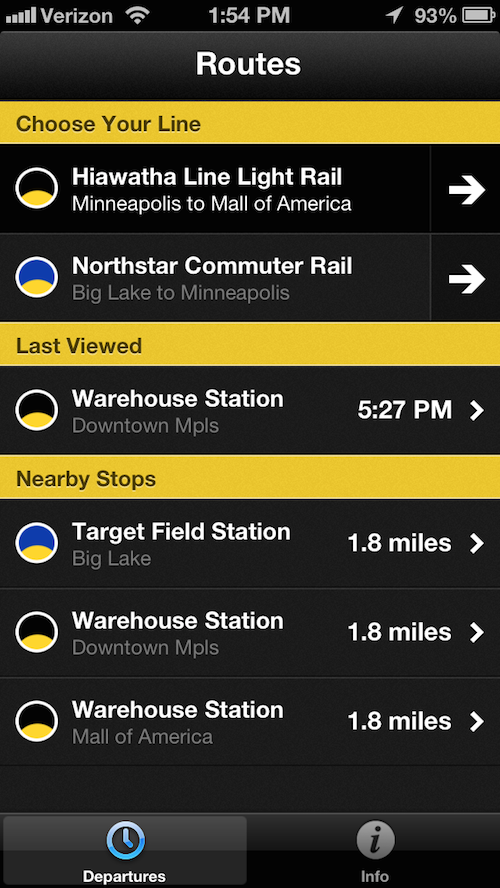 Verizon 1:54 PM 93%
Routes
Choose Your Line
Hiawatha Line Light Rail
Minneapolis to Mall of America
Northstar Commuter Rail
Big Lake to Minneapolis
Last Viewed
Warehouse Station
Downtown Mpls
5:27 PM
Nearby Stops
Target Field Station
Big Lake
1.8 miles
Warehouse Station
Downtown Mpls
1.8 miles
Warehouse Station
Mall of America
1.8 miles
Departures
i
Info